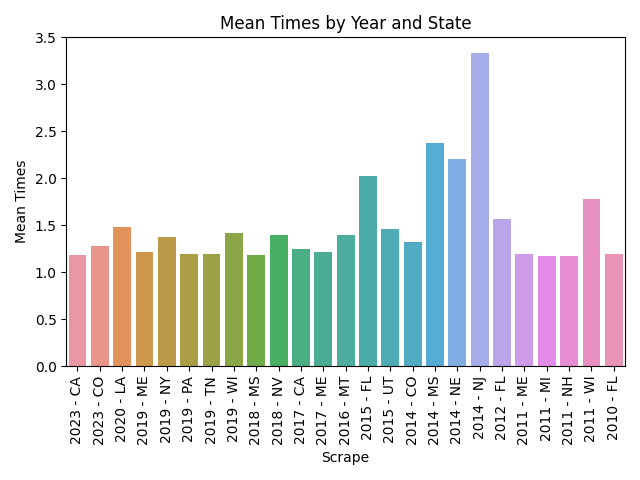 Mean Times by Year and State
Mean Times
3.5
3.0
2.5
2.0
1.5
1.0
0.5
0.0
2023 - CA
2023 - CO
2020 - LA
2019 - ME
2019 - NY
2019 - PA
2019 - TN
2019 - WI
2018 - MS
2018 - NV
2017 - CA
2017 - ME
2016 - MT
2015 - FL
2015 - UT
2014 - CO
2014 - MS
2014 - NE
2014 - NJ
2012 - FL
2011 - ME
2011 - MI
2011 - NH
2011 - WI
2010 - FL
Scrape